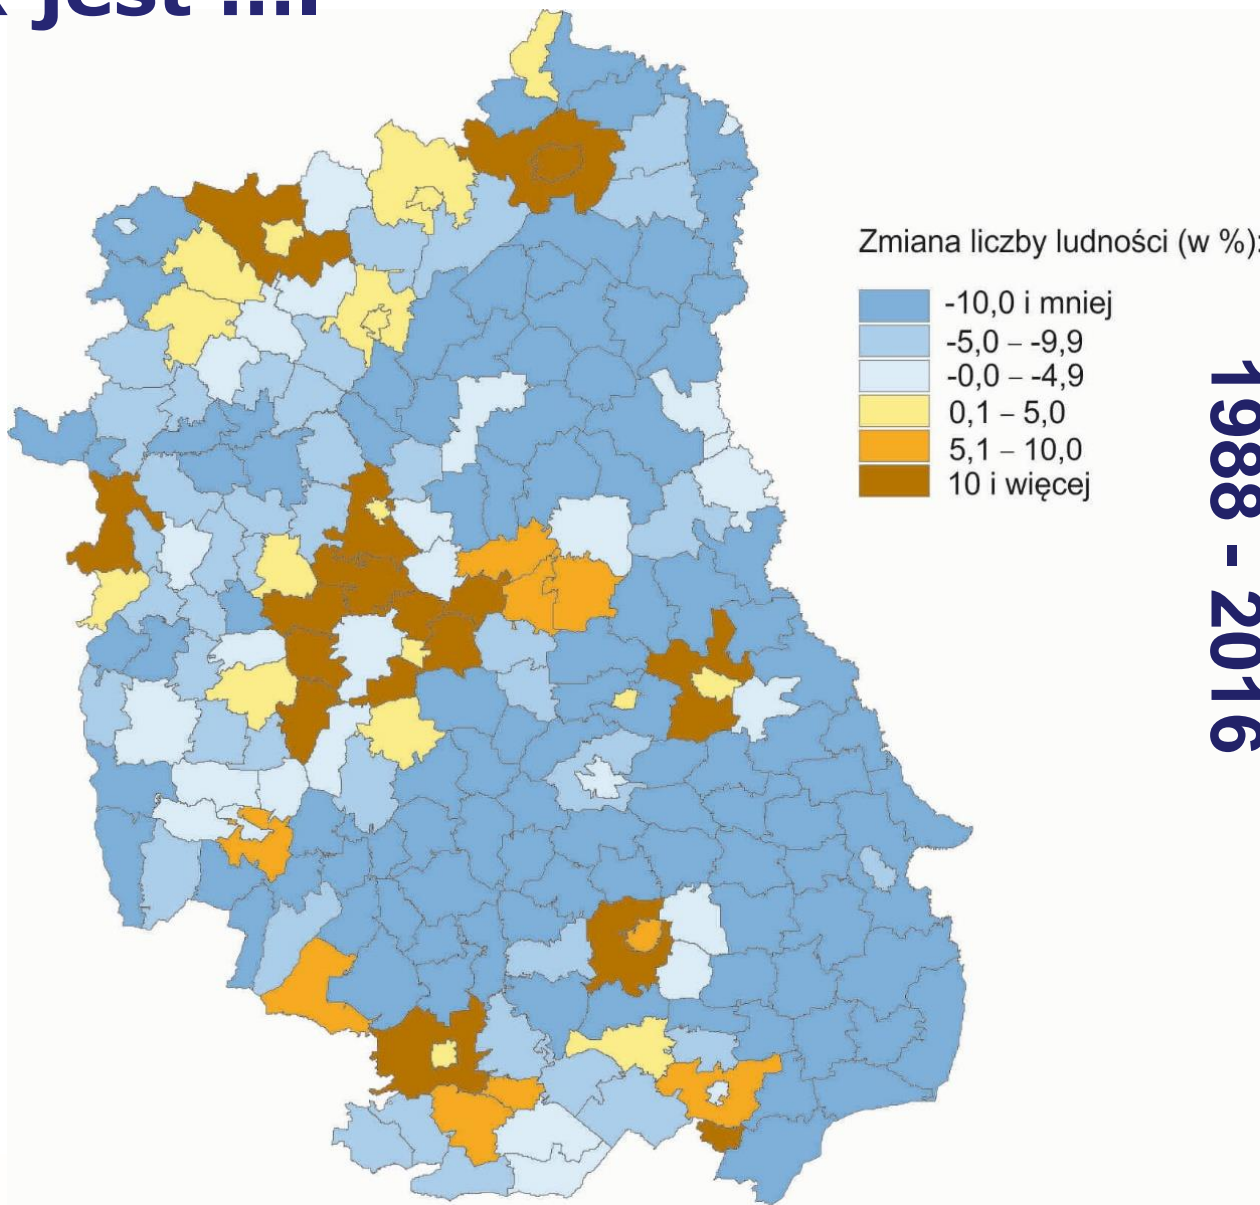 jest ....
Zmiana liczby ludności (w %):
-10,0 i mniej
-5,0 – -9,9
-0,0 – -4,9
0,1 – 5,0
5,1 – 10,0
10 i więcej
1988 - 2016